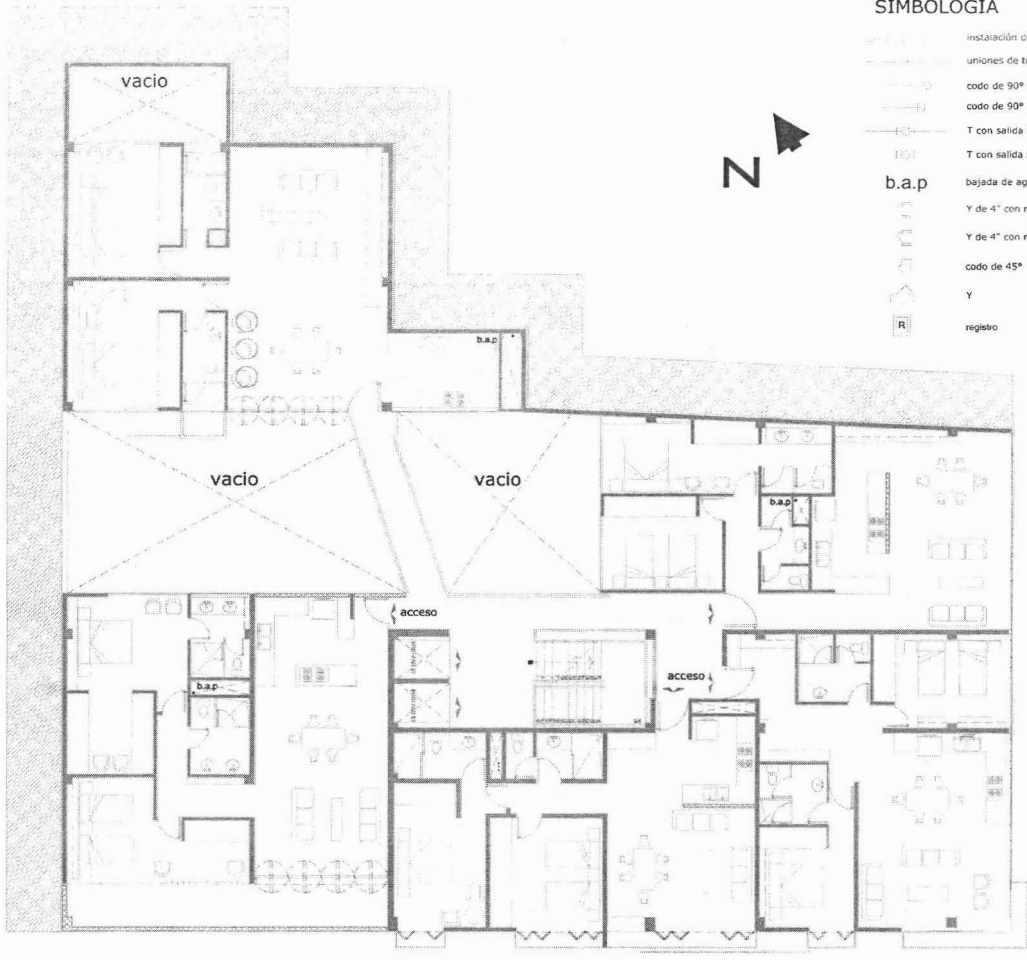 SIMBOLOGÍA
instalación d
uniones de t
codo de 90°
codo de 90°
T con salida
T con salida
b.a.p bajada de ag
Y de 4" con r
Y de 4" con r
codo de 45°
Y
R registro
N
vacio
b.a.p
vacio
vacio
b.a.p
acceso
acceso
b.a.p